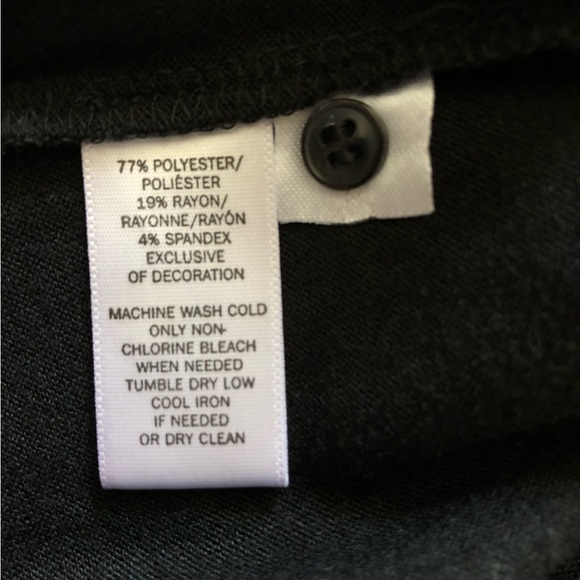 77% POLYESTER/
POLIÉSTER
19% RAYON/
RAYONNE/RAYÓN
4% SPANDEX
EXCLUSIVE
OF DECORATION
MACHINE WASH COLD
ONLY NON-
CHLORINE BLEACH
WHEN NEEDED
TUMBLE DRY LOW
COOL IRON
IF NEEDED
OR DRY CLEAN